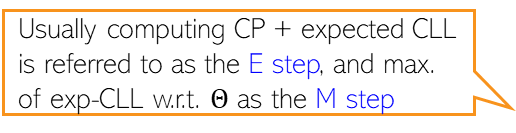 Usually computing CP + expected CLL
is referred to as the E step, and max.
of exp-CLL w.r.t. Θ as the M step